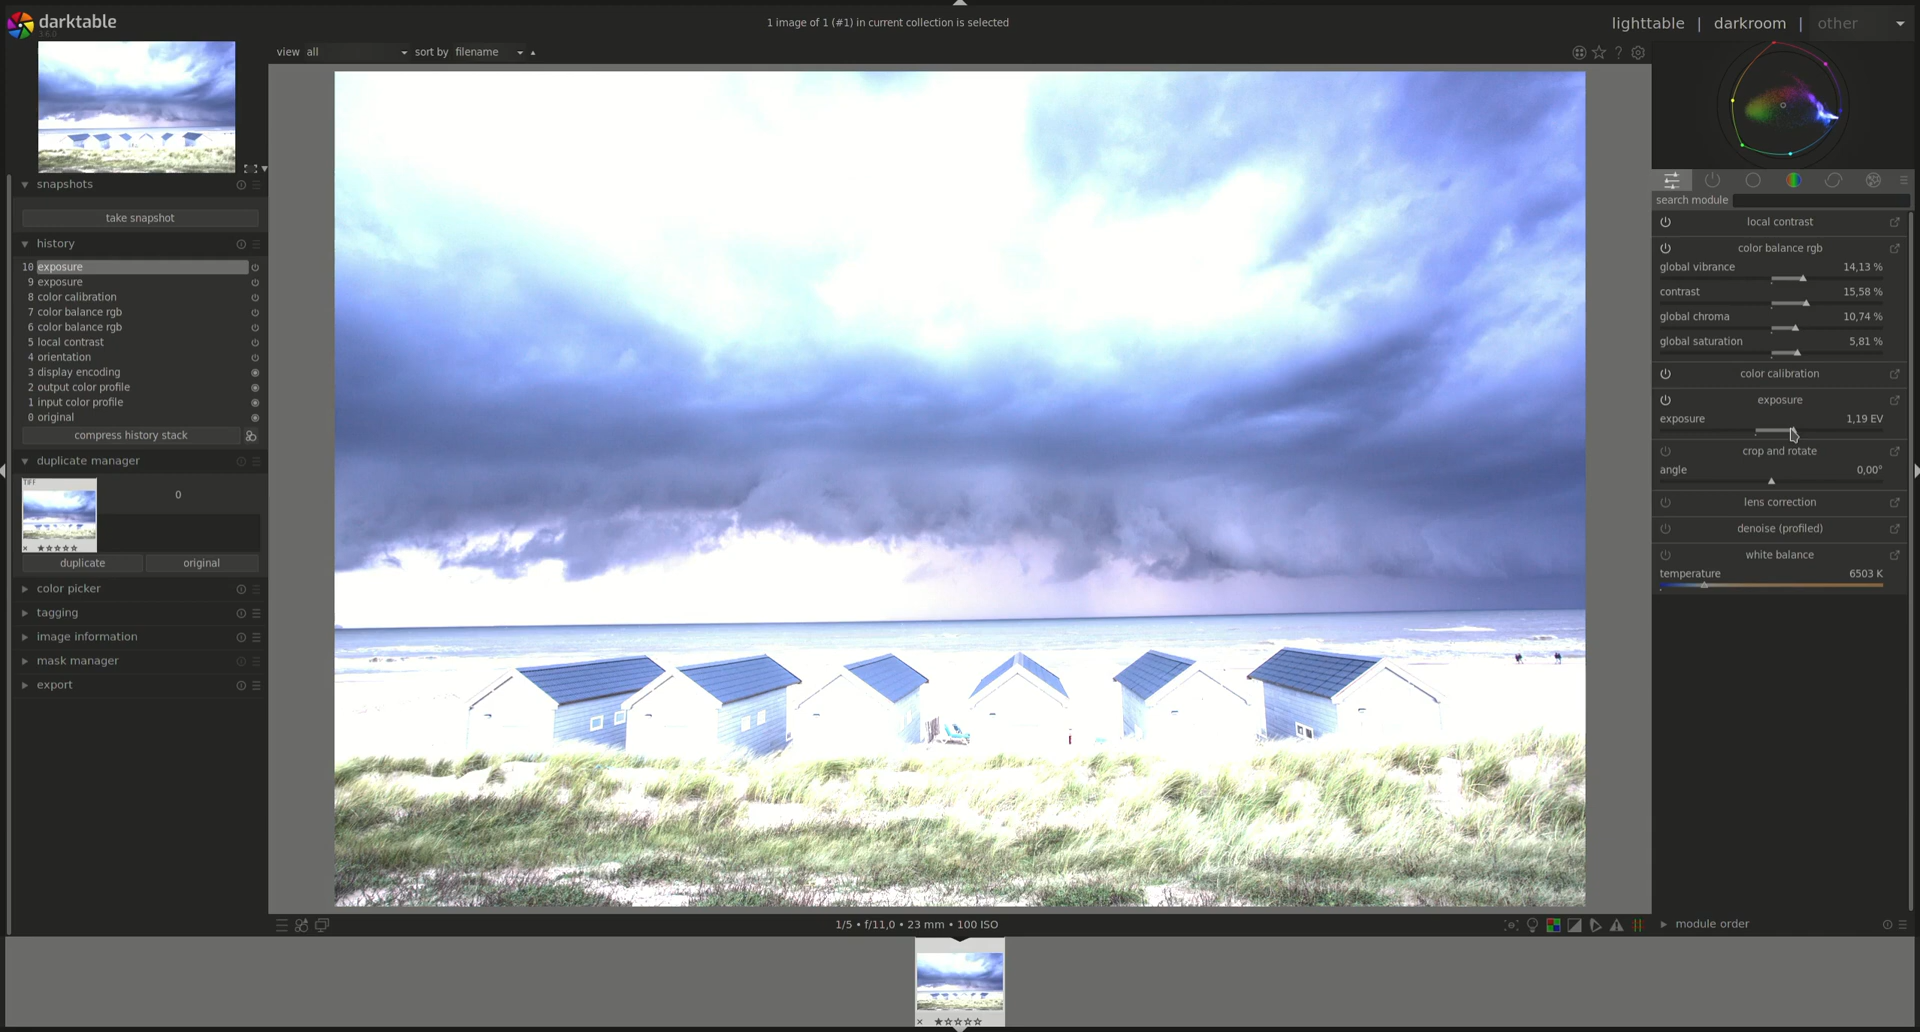 darktable
3.6.0
1 image of 1 (#1) in current collection is selected
lighttable | darkroom | other
view all sort by filename
snapshots
take snapshot
history
10 exposure
9 exposure
8 color calibration
7 color balance rgb
6 color balance rgb
5 local contrast
4 orientation
3 display encoding
2 output color profile
1 input color profile
0 original
compress history stack
duplicate manager
TIFF
0
duplicate original
color picker
tagging
image information
mask manager
export
search module
local contrast
color balance rgb
global vibrance 14,13 %
contrast 15,58 %
global chroma 10,74 %
global saturation 5,81 %
color calibration
exposure
exposure 1,19 EV
crop and rotate
angle 0,00°
lens correction
denoise (profiled)
white balance
temperature 6503 K
1/5 • f/11,0 • 23 mm • 100 ISO
module order